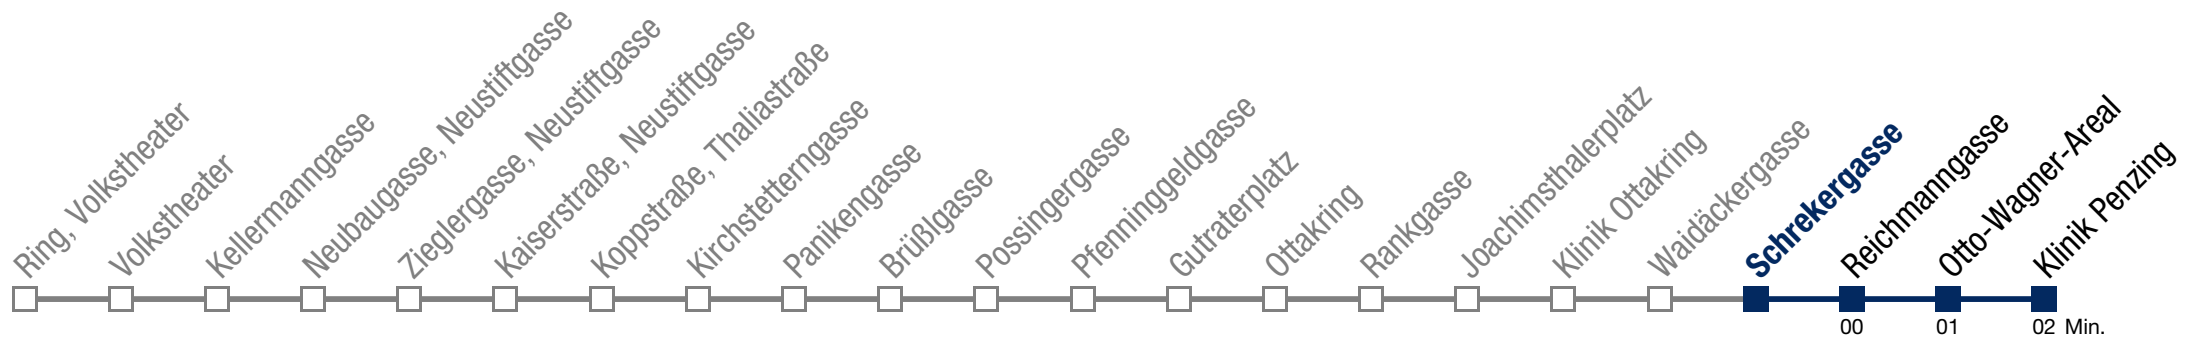 Ring, Volkstheater
Volkstheater
Kellermanngasse
Neubaugasse, Neustiftgasse
Zieglergasse, Neustiftgasse
Kaiserstraße, Neustiftgasse
Koppstraße, Thaliastraße
Kirchstetterngasse
Panikengasse
Brüßlgasse
Possingergasse
Pfenninggeldgasse
Gutraterplatz
Ottakring
Rankgasse
Joachimsthalerplatz
Klinik Ottakring
Waidäckergasse
Schrekergasse
Reichmanngasse
Otto-Wagner-Areal
Klinik Penzing
00 01 02 Min.